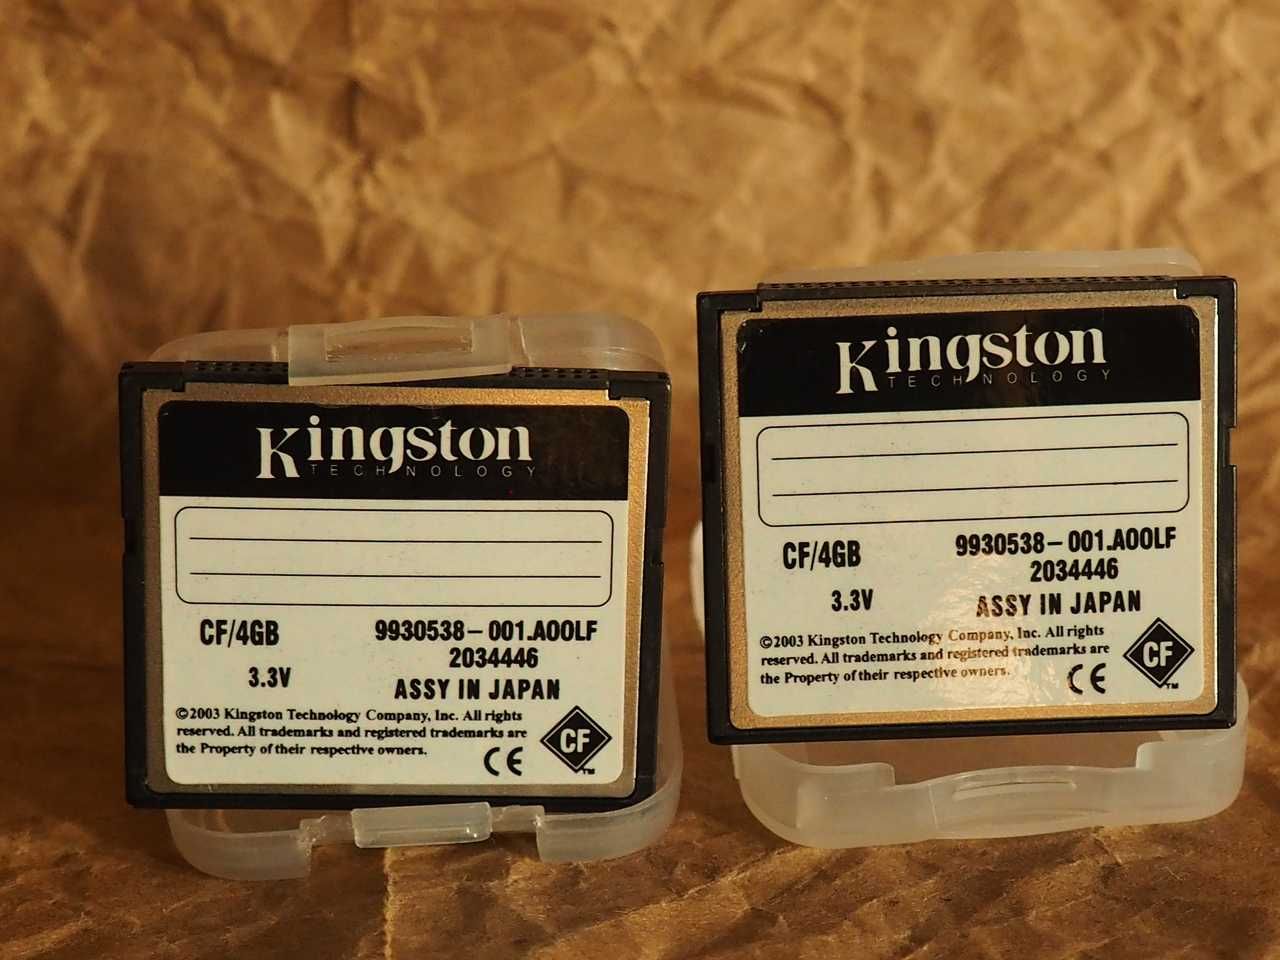 Kingston
TECHNOLOGY
CF/4GB
9930538-001.A00LF
3.3V
2034446
ASSY IN JAPAN
©2003 Kingston Technology Company, Inc. All rights
reserved. All trademarks and registered trademarks are
the Property of their respective owners.
CE
CF
TM
Kingston
TECHNOLOGY
CF/4GB
9930538-001.A00LF
3.3V
2034446
ASSY IN JAPAN
©2003 Kingston Technology Company, Inc. All rights
reserved. All trademarks and registered trademarks are
the Property of their respective owners.
CE
CF
TM